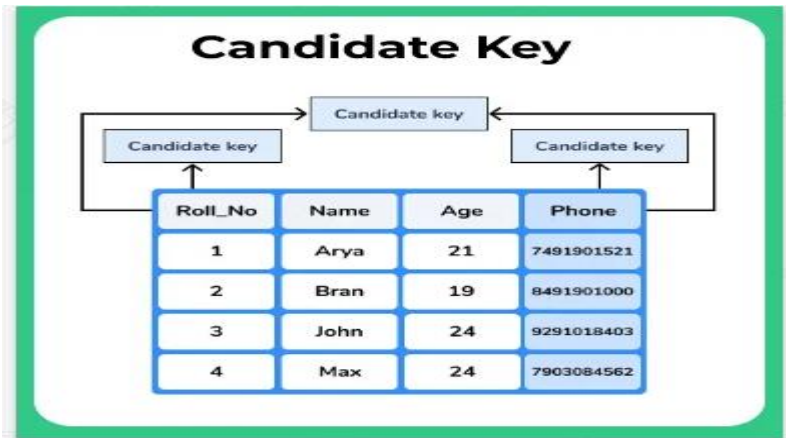 Candidate Key
Candidate key
Candidate key Candidate key
Roll_No Name Age Phone
1 Arya 21 7491901521
2 Bran 19 8491901000
3 John 24 9291018403
4 Max 24 7903084562